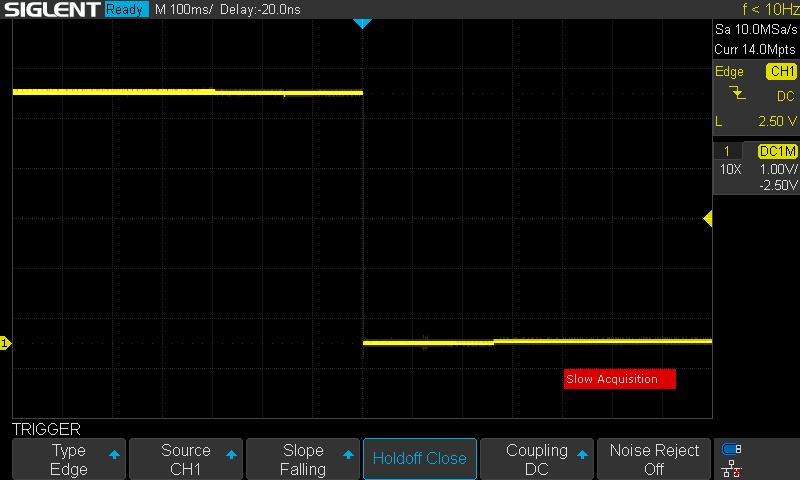 SIGLENT Ready M 100ms/ Delay:-20.0ns f < 10Hz
Sa 10.0MSa/s
Curr 14.0Mpts
Edge CH1
DC
L 2.50 V
1 DC1M
10X 1.00V/
-2.50V
1
Slow Acquisition
TRIGGER
Type Source Slope Holdoff Close Coupling Noise Reject
Edge CH1 Falling DC Off